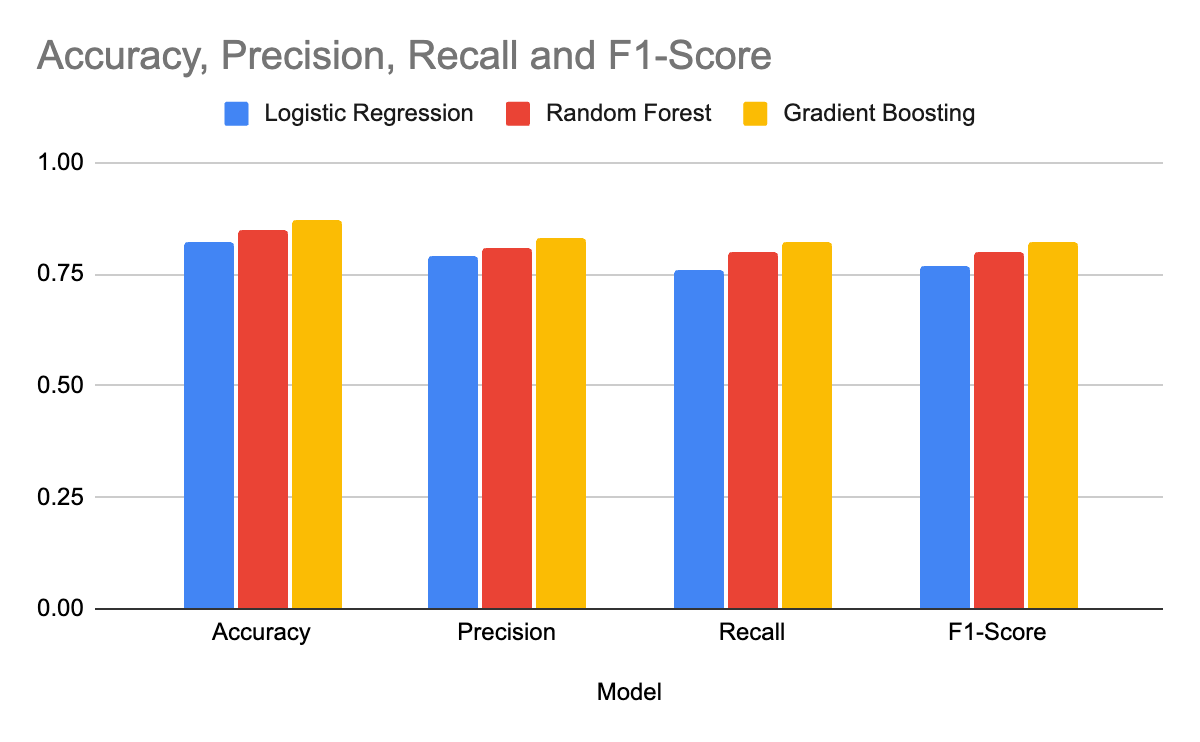 Accuracy, Precision, Recall and F1-Score
Logistic Regression Random Forest Gradient Boosting
1.00
0.75
0.50
0.25
0.00
Accuracy Precision Recall F1-Score
Model